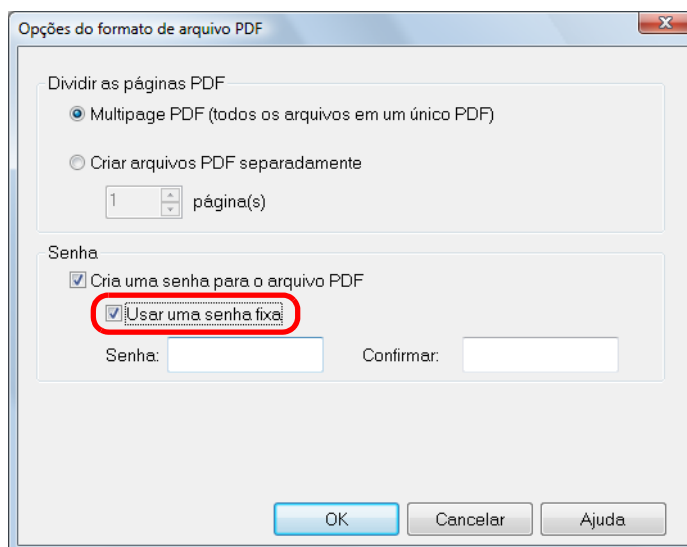 Opções do formato de arquivo PDF
Dividir as páginas PDF
Multipage PDF (todos os arquivos em um único PDF)
Criar arquivos PDF separadamente
1 página(s)
Senha
Cria uma senha para o arquivo PDF
Usar uma senha fixa
Senha: Confirmar:
OK Cancelar Ajuda